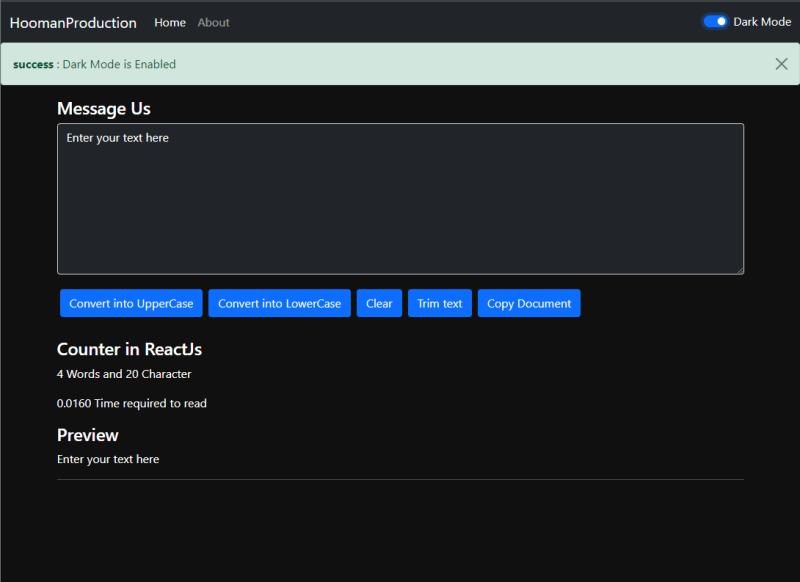 HoomanProduction Home About Dark Mode
success : Dark Mode is Enabled
Message Us
Enter your text here
Convert into UpperCase Convert into LowerCase Clear Trim text Copy Document
Counter in ReactJs
4 Words and 20 Character
0.0160 Time required to read
Preview
Enter your text here